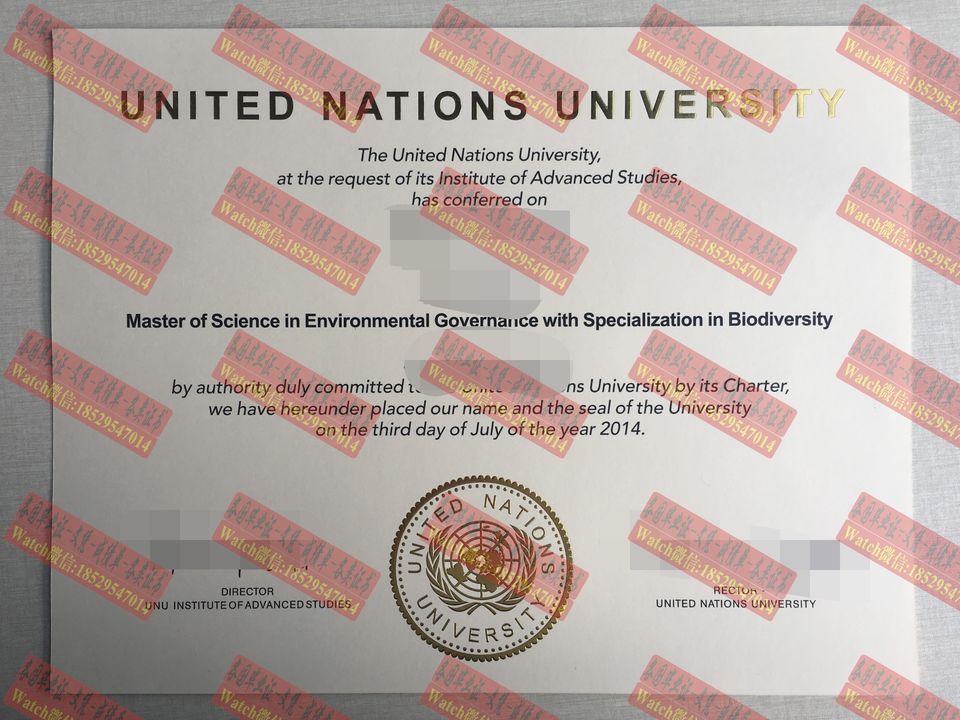 UNITED NATIONS UNIVERSITY
The United Nations University,
at the request of its Institute of Advanced Studies,
has conferred on
Master of Science in Environmental Governance with Specialization in Biodiversity
by authority duly committed University by its Charter,
we have hereunder placed our name and the seal of the University
on the third day of July of the year 2014.
UNITED NATIONS
UNIVERSITY
DIRECTOR
UNU INSTITUTE OF ADVANCED STUDIES
RECTOR
UNITED NATIONS UNIVERSITY
Watch微信:18529547014